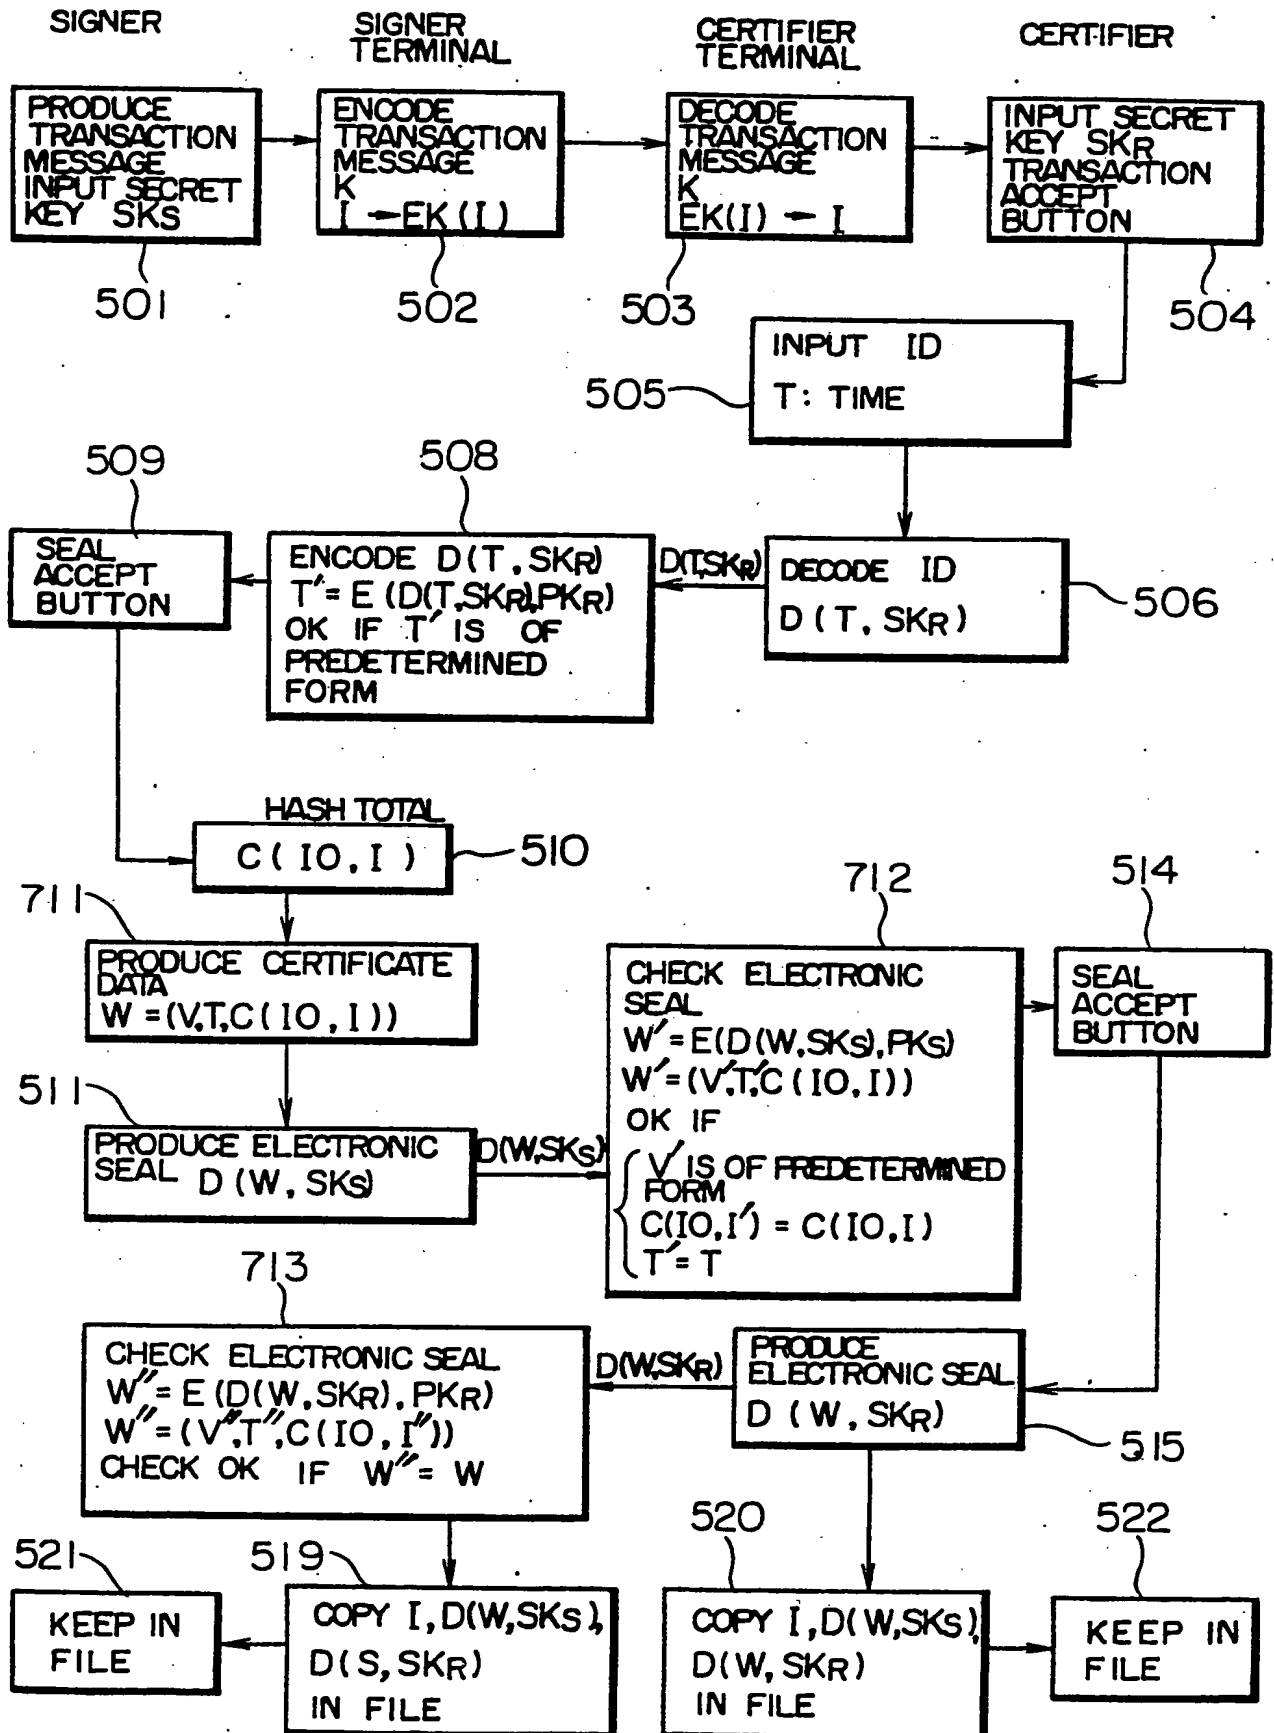 SIGNER
SIGNER
TERMINAL
CERTIFIER
TERMINAL
CERTIFIER
PRODUCE
TRANSACTION
MESSAGE
INPUT SECRET
KEY SKS
501
ENCODE
TRANSACTION
MESSAGE
K
I → EK(I)
502
DECODE
TRANSACTION
MESSAGE
K
EK(I) → I
503
INPUT SECRET
KEY SKR
TRANSACTION
ACCEPT
BUTTON
504
INPUT ID
T: TIME
505
509
SEAL
ACCEPT
BUTTON
508
ENCODE D(T, SKR)
T′= E (D(T,SKR),PKR)
OK IF T′ IS OF
PREDETERMINED
FORM
D(T,SKR)
DECODE ID
D(T, SKR)
506
HASH TOTAL
C(IO, I)
510
711
PRODUCE CERTIFICATE
DATA
W =(V,T,C(IO, I))
511
PRODUCE ELECTRONIC
SEAL D(W, SKS)
D(W,SKS)
712
CHECK ELECTRONIC
SEAL
W′=E(D(W,SKS),PKS)
W′=(V′,T′,C(IO, I))
OK IF
V′ IS OF PREDETERMINED
FORM
C(IO,I′) = C(IO, I)
T′= T
514
SEAL
ACCEPT
BUTTON
713
CHECK ELECTRONIC SEAL
W″= E (D(W, SKR), PKR)
W″= (V″,T″,C(IO, I″))
CHECK OK IF W″= W
D(W,SKR)
PRODUCE
ELECTRONIC SEAL
D (W, SKR)
515
521
KEEP IN
FILE
519
COPY I, D(W,SKS),
D(S, SKR)
IN FILE
520
COPY I, D(W,SKS),
D(W, SKR)
IN FILE
522
KEEP IN
FILE